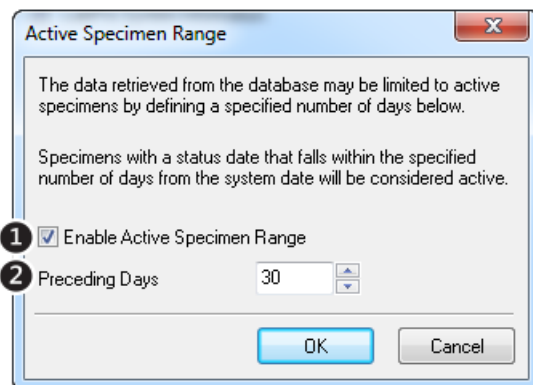 Active Specimen Range
The data retrieved from the database may be limited to active
specimens by defining a specified number of days below.
Specimens with a status date that falls within the specified
number of days from the system date will be considered active.
1 Enable Active Specimen Range
2 Preceding Days 30
OK Cancel